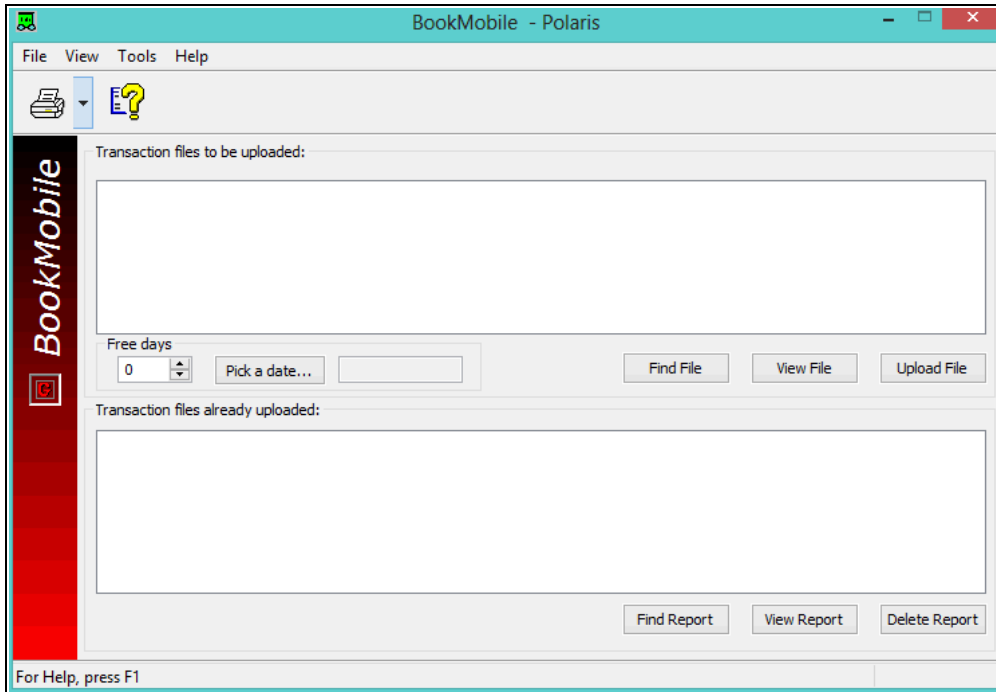 BookMobile - Polaris
File View Tools Help
BookMobile
G
Transaction files to be uploaded:
Free days
0
Pick a date...
Find File
View File
Upload File
Transaction files already uploaded:
Find Report
View Report
Delete Report
For Help, press F1